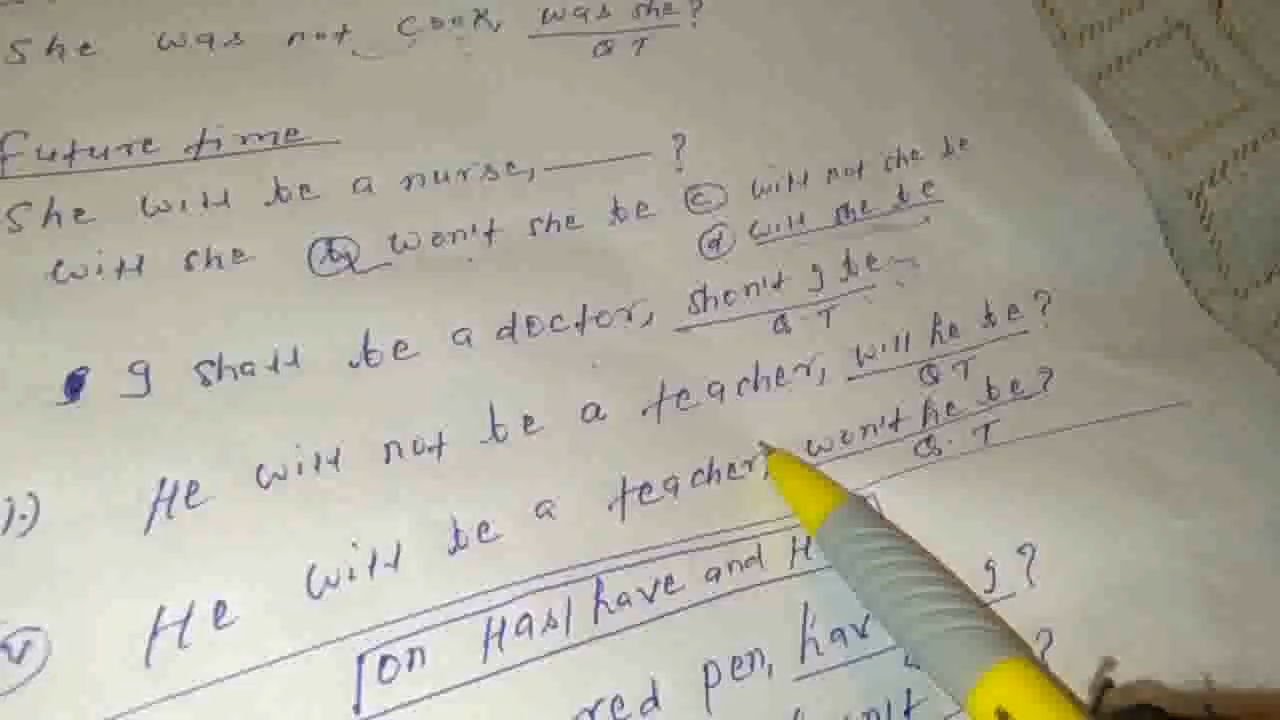 She was not cook, was she?
Q T
Future time
She will be a nurse, ——— ?
will she (b) won't she be (c) will not she be
(d) will she be
I shall be a doctor, shan't I be
Q.T
He will not be a teacher, will he be?
QT
He will be a teacher, won't he be?
Q.T
on Has/have and H
red pen, hav I?